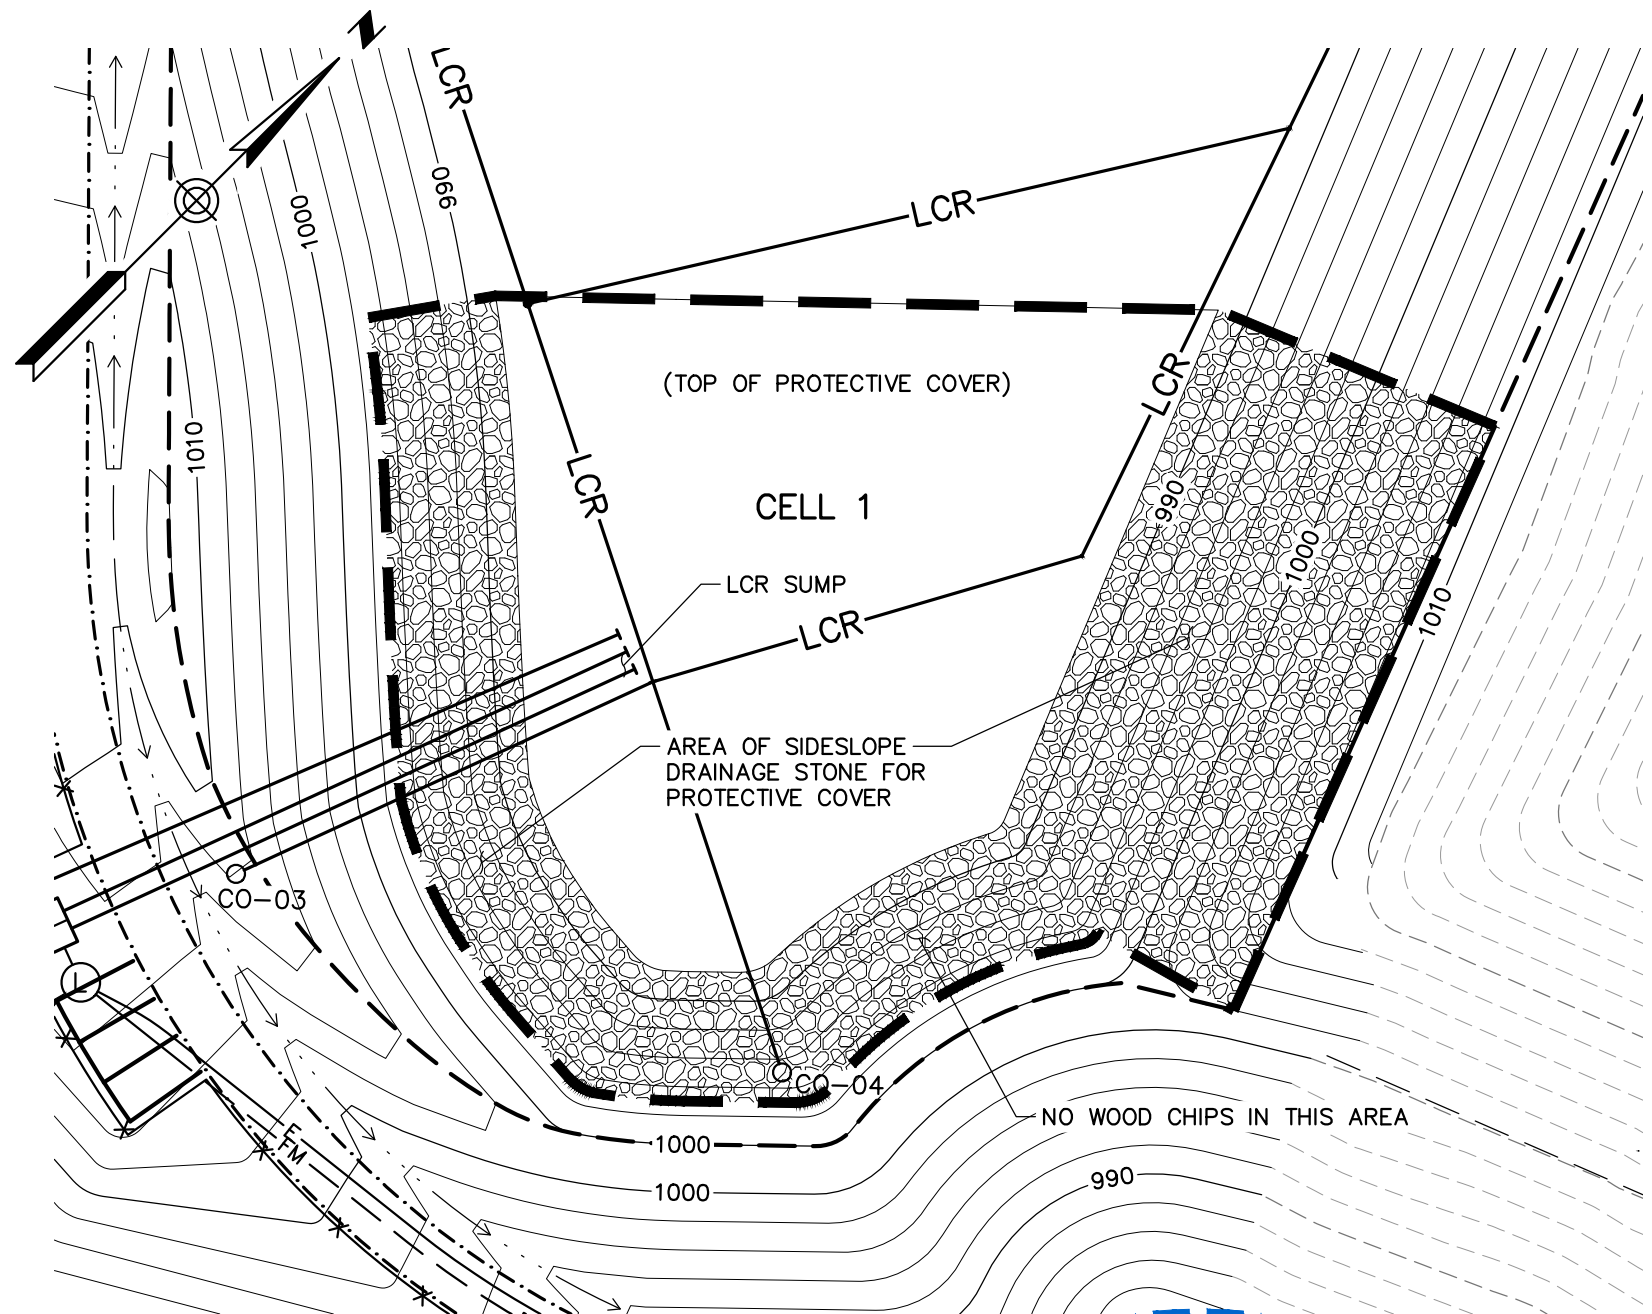 N
LCR
990
1000
LCR
(TOP OF PROTECTIVE COVER)
LCR
1010
LCR
CELL 1
990
1000
LCR SUMP
1010
LCR
AREA OF SIDESLOPE
DRAINAGE STONE FOR
PROTECTIVE COVER
CO-03
L
CO-04
NO WOOD CHIPS IN THIS AREA
E
FM
1000
1000
990